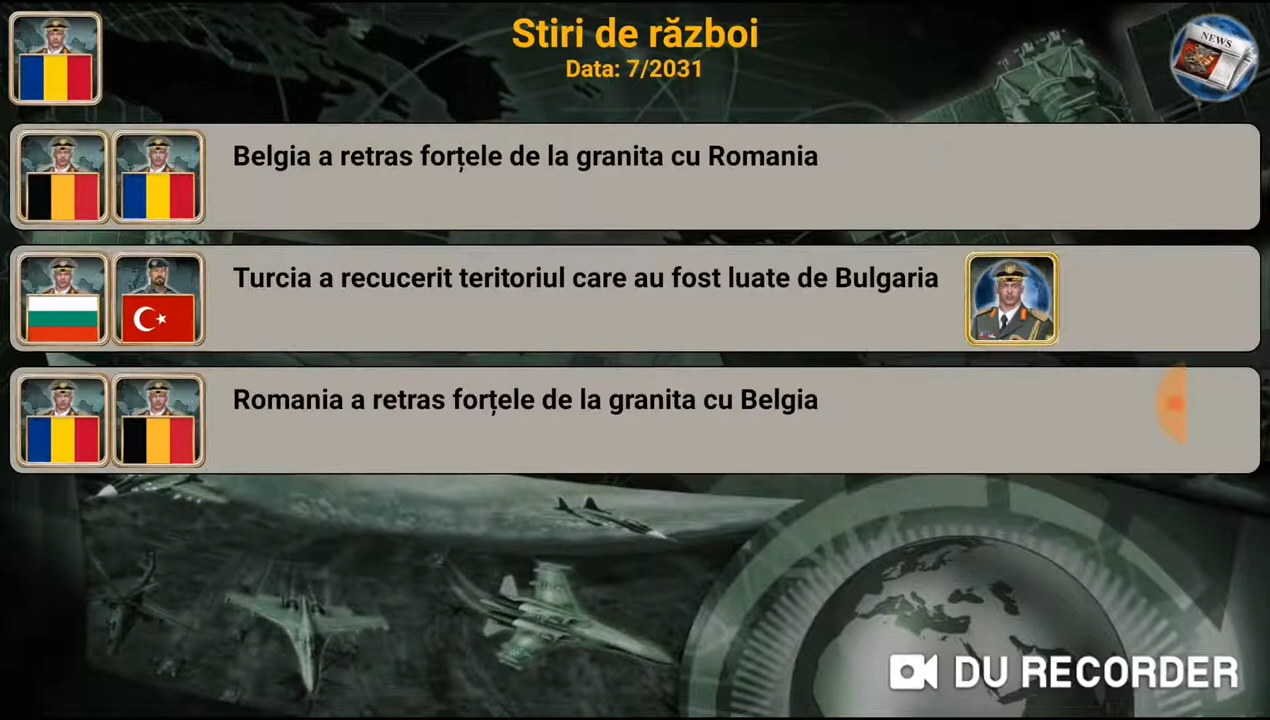 Stiri de război
Data: 7/2031
NEWS
Belgia a retras forțele de la granita cu Romania
Turcia a recucerit teritoriul care au fost luate de Bulgaria
Romania a retras forțele de la granita cu Belgia
DU RECORDER